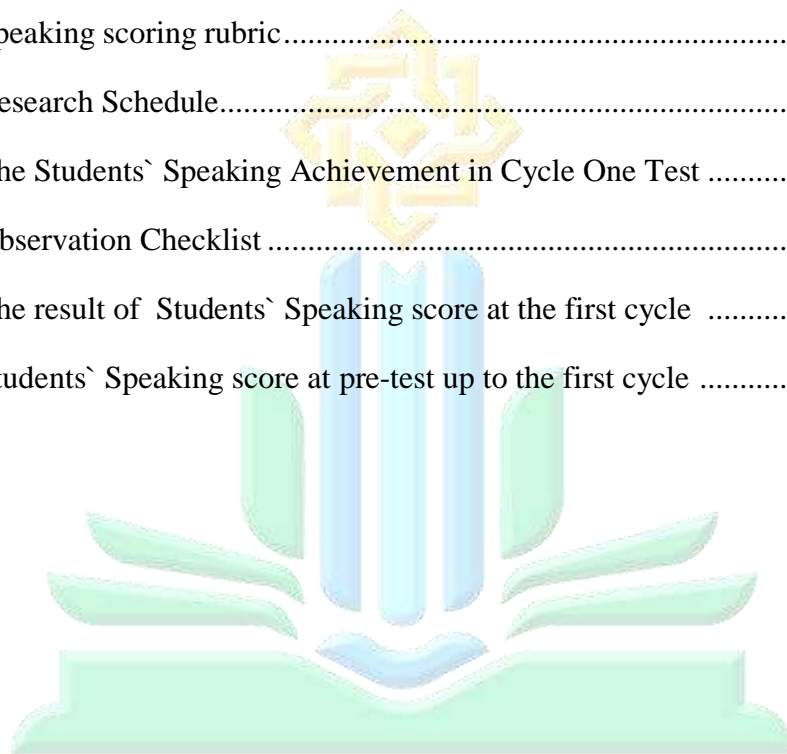 peaking scoring rubric...............................................................
esearch Schedule.......................................................................
he Students` Speaking Achievement in Cycle One Test ..........
bservation Checklist .................................................................
he result of Students` Speaking score at the first cycle ..........
tudents` Speaking score at pre-test up to the first cycle ...........